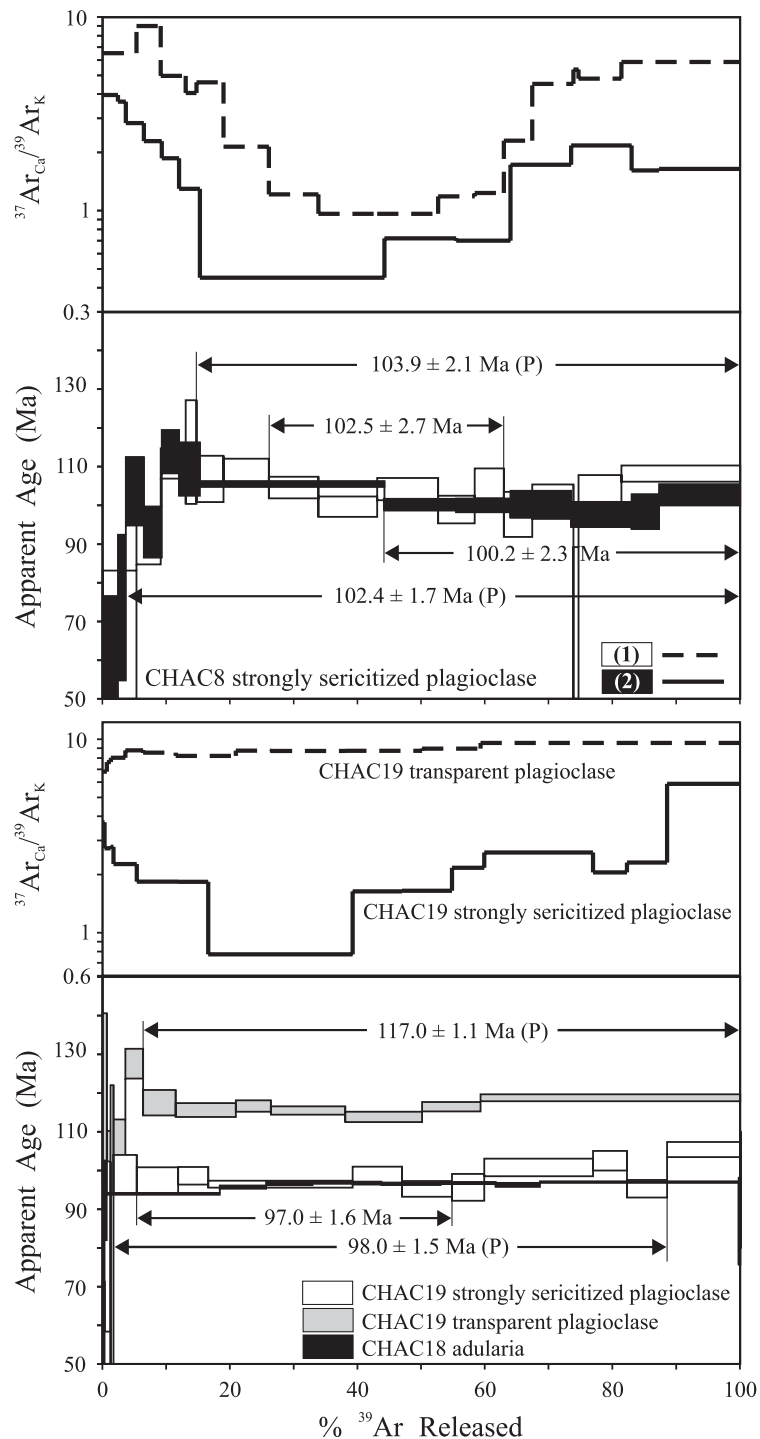 10
1
0.3
³⁷Ar_Ca/³⁹Ar_K
130
110
90
70
50
Apparent Age (Ma)
103.9 ± 2.1 Ma (P)
102.5 ± 2.7 Ma
100.2 ± 2.3 Ma
102.4 ± 1.7 Ma (P)
(1)
(2)
CHAC8 strongly sericitized plagioclase
10
1
0.6
³⁷Ar_Ca/³⁹Ar_K
CHAC19 transparent plagioclase
CHAC19 strongly sericitized plagioclase
130
110
90
70
50
Apparent Age (Ma)
117.0 ± 1.1 Ma (P)
97.0 ± 1.6 Ma
98.0 ± 1.5 Ma (P)
CHAC19 strongly sericitized plagioclase
CHAC19 transparent plagioclase
CHAC18 adularia
0 20 40 60 80 100
% ³⁹Ar Released